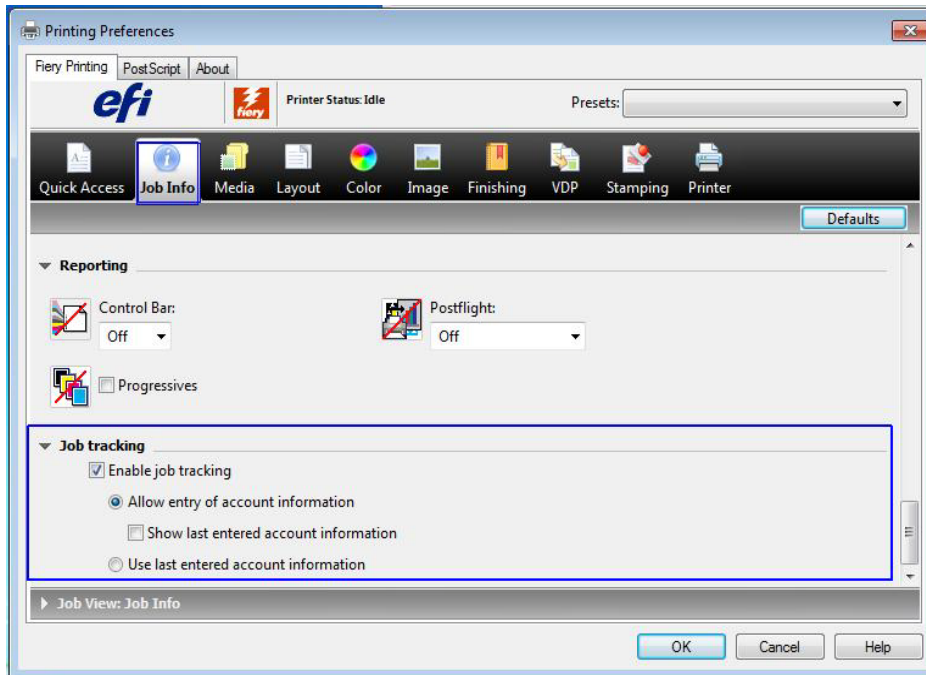 Printing Preferences
Fiery Printing PostScript About
efi fiery Printer Status: Idle Presets:
Quick Access Job Info Media Layout Color Image Finishing VDP Stamping Printer
Defaults
Reporting
Control Bar: Postflight:
Off Off
Progressives
Job tracking
Enable job tracking
Allow entry of account information
Show last entered account information
Use last entered account information
Job View: Job Info
OK Cancel Help